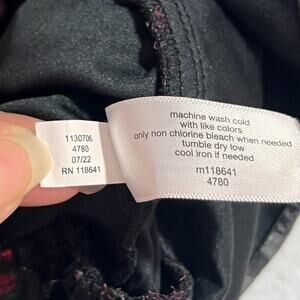 1130706
4780
07/22
RN 118641
machine wash cold
with like colors
only non chlorine bleach when needed
tumble dry low
cool iron if needed
rn118641
4780